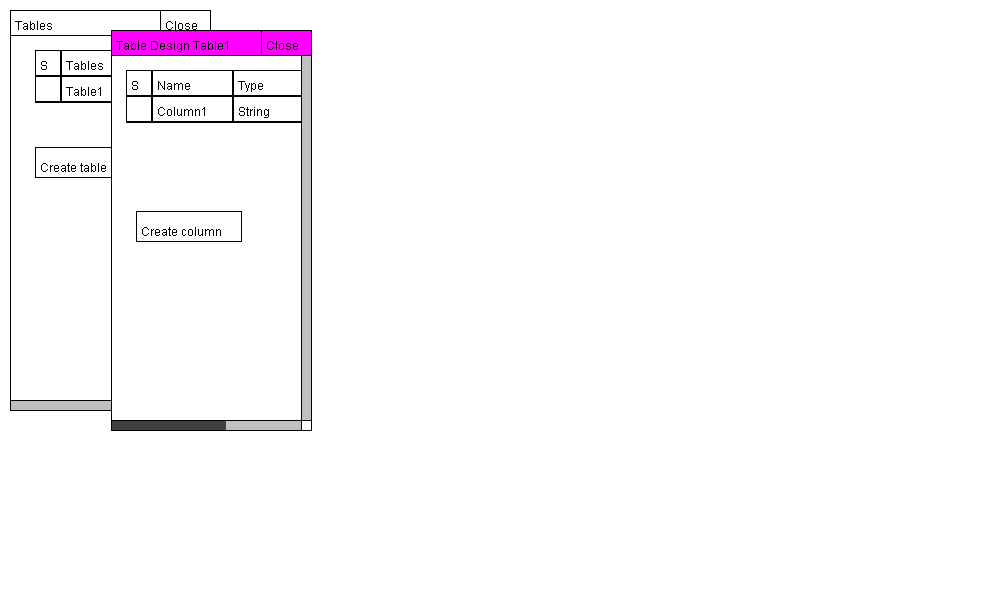 Tables Close
S Tables
Table1
Create table
Table Design Table1 Close
S Name Type
Column1 String
Create column